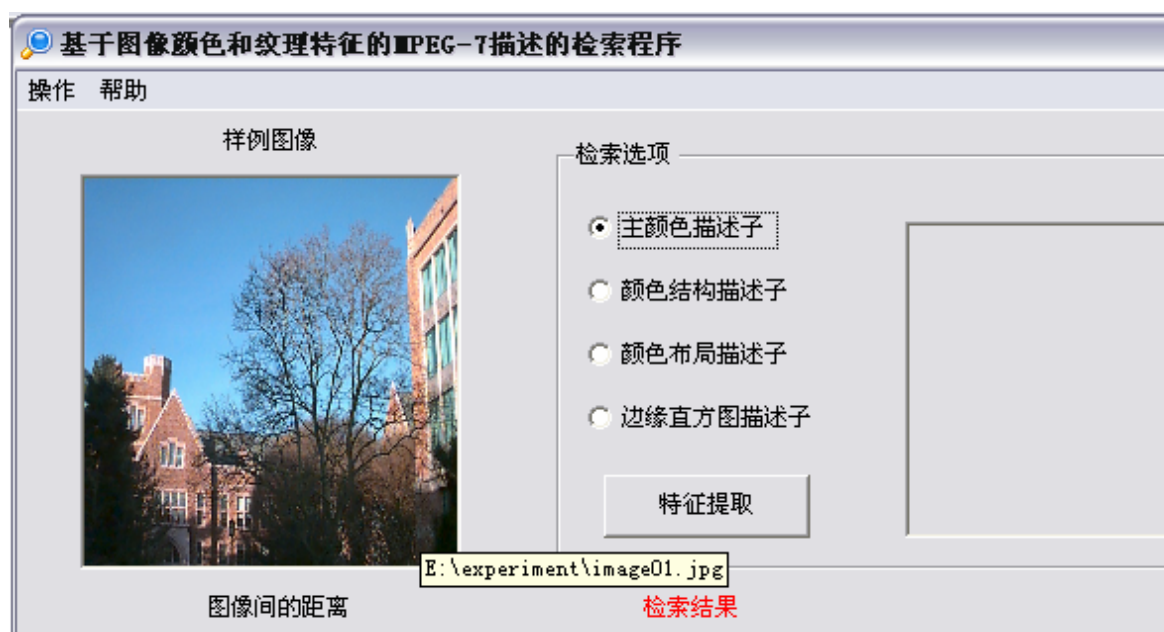 基于图像颜色和纹理特征的MPEG-7描述的检索程序
操作 帮助
样例图像
检索选项
主颜色描述子
颜色结构描述子
颜色布局描述子
边缘直方图描述子
特征提取
E:\experiment\image01.jpg
图像间的距离
检索结果